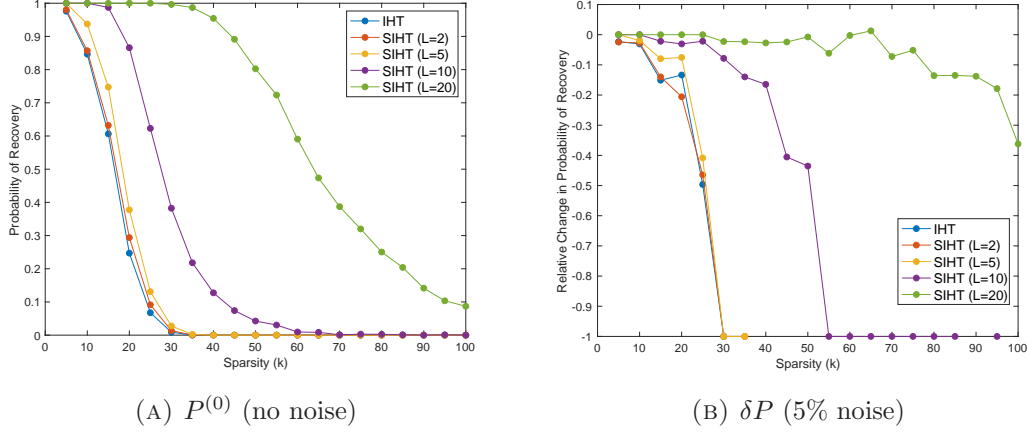 Probability of Recovery
1
0.9
0.8
0.7
0.6
0.5
0.4
0.3
0.2
0.1
0
0 10 20 30 40 50 60 70 80 90 100
Sparsity (k)
IHT
SIHT (L=2)
SIHT (L=5)
SIHT (L=10)
SIHT (L=20)
(A) P^(0) (no noise)
Relative Change in Probability of Recovery
0.1
0
-0.1
-0.2
-0.3
-0.4
-0.5
-0.6
-0.7
-0.8
-0.9
-1
0 10 20 30 40 50 60 70 80 90 100
Sparsity (k)
IHT
SIHT (L=2)
SIHT (L=5)
SIHT (L=10)
SIHT (L=20)
(B) δP (5% noise)